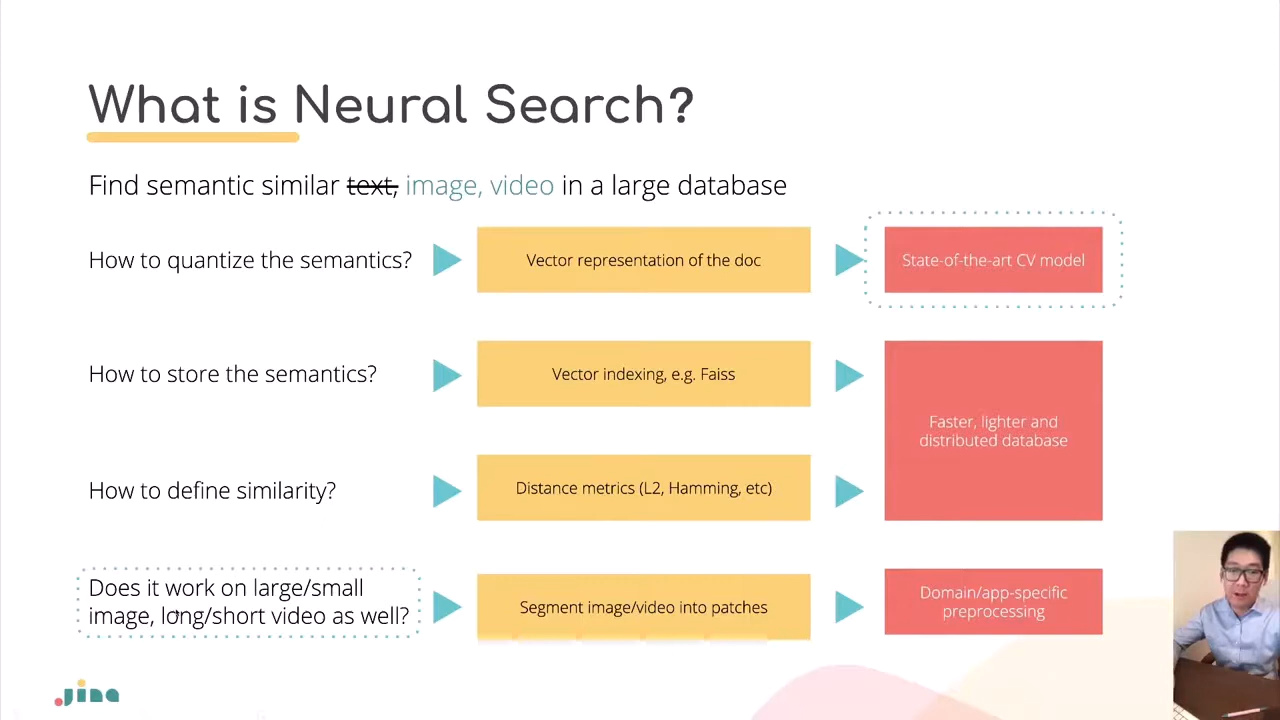 What is Neural Search?
Find semantic similar text, image, video in a large database
How to quantize the semantics?
Vector representation of the doc
State-of-the-art CV model
How to store the semantics?
Vector indexing, e.g. Faiss
Faster, lighter and
distributed database
How to define similarity?
Distance metrics (L2, Hamming, etc)
Does it work on large/small
image, long/short video as well?
Segment image/video into patches
Domain/app-specific
preprocessing
jina